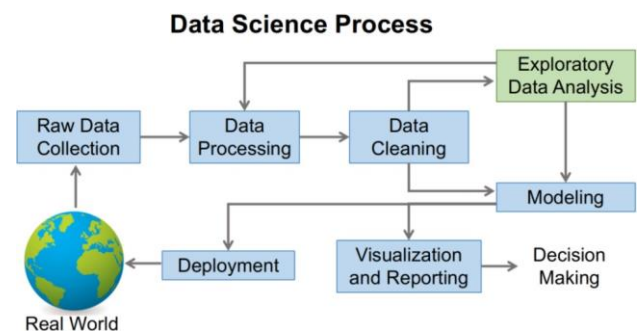 Data Science Process
Exploratory
Data Analysis
Raw Data
Collection
Data
Processing
Data
Cleaning
Modeling
Deployment
Visualization
and Reporting
Decision
Making
Real World